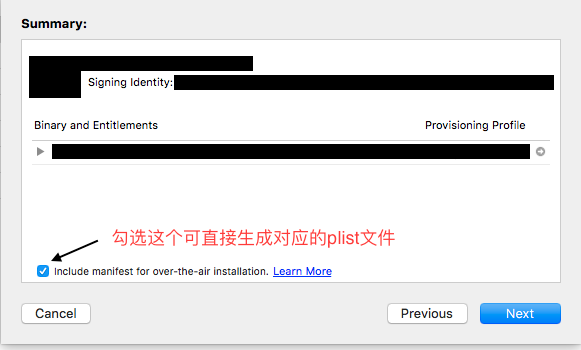 Summary:
Signing Identity:
Binary and Entitlements Provisioning Profile
勾选这个可直接生成对应的plist文件
Include manifest for over-the-air installation. Learn More
Cancel Previous Next